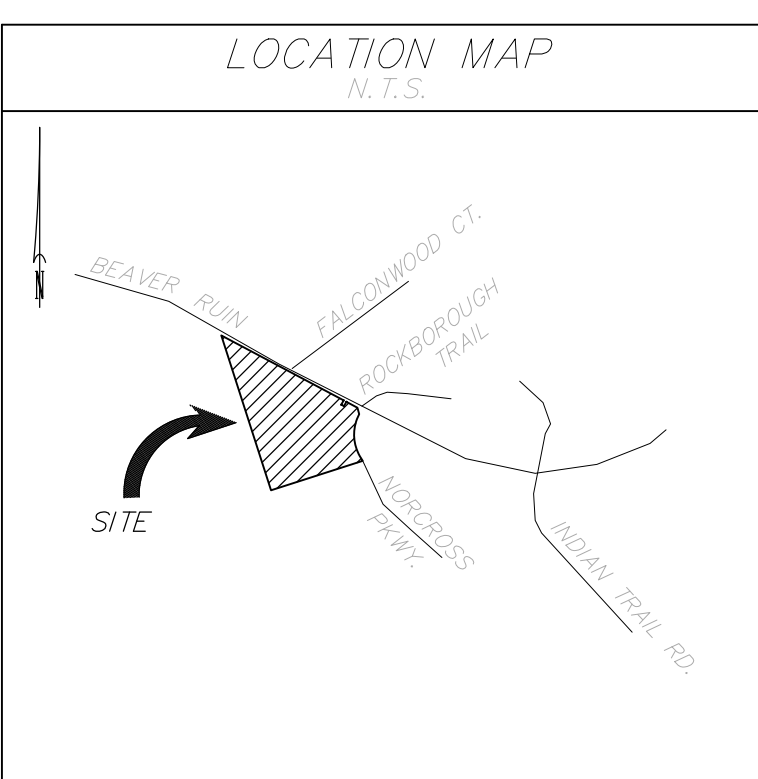 LOCATION MAP
N.T.S.
N
BEAVER RUIN
FALCONWOOD CT.
ROCKBOROUGH
TRAIL
SITE
NORCROSS
PKWY.
INDIAN TRAIL RD.